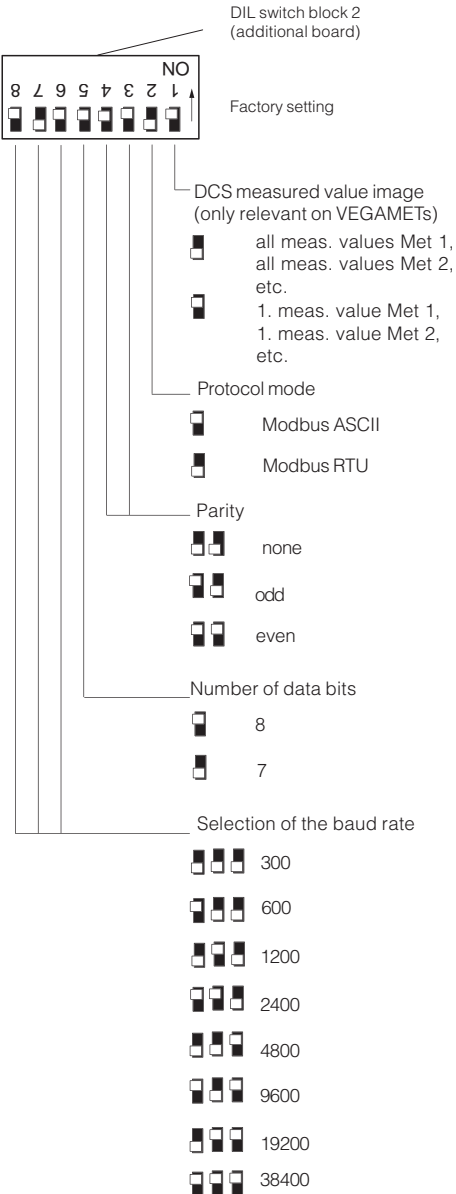 DIL switch block 2
(additional board)
ON
8 7 6 5 4 3 2 1
Factory setting
DCS measured value image
(only relevant on VEGAMETs)
all meas. values Met 1,
all meas. values Met 2,
etc.
1. meas. value Met 1,
1. meas. value Met 2,
etc.
Protocol mode
Modbus ASCII
Modbus RTU
Parity
none
odd
even
Number of data bits
8
7
Selection of the baud rate
300
600
1200
2400
4800
9600
19200
38400